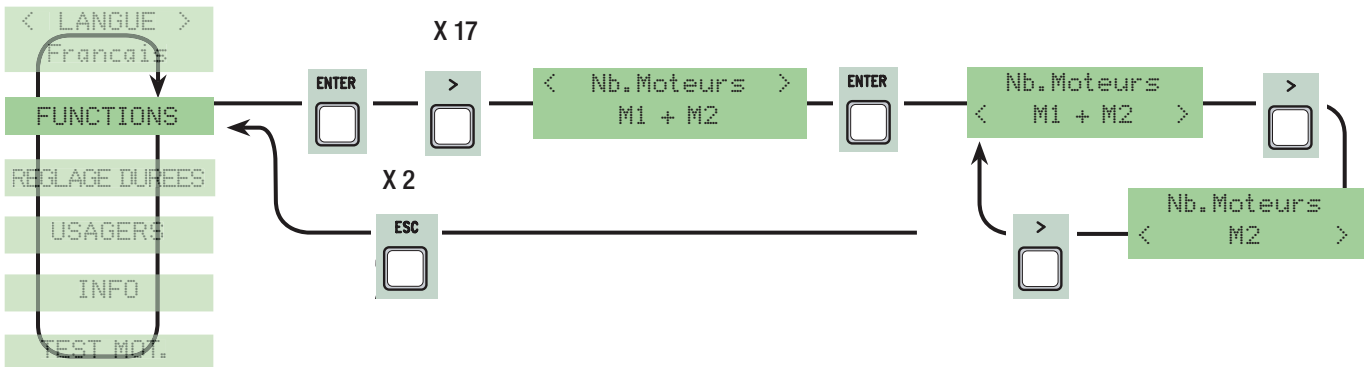 < LANGUE >
Francais
FUNCTIONS
REGLAGE DUREES
USAGERS
INFO
TEST MOT.
ENTER
X 17
>
< Nb.Moteurs >
M1 + M2
ENTER
Nb.Moteurs
< M1 + M2 >
>
Nb.Moteurs
< M2 >
>
X 2
ESC